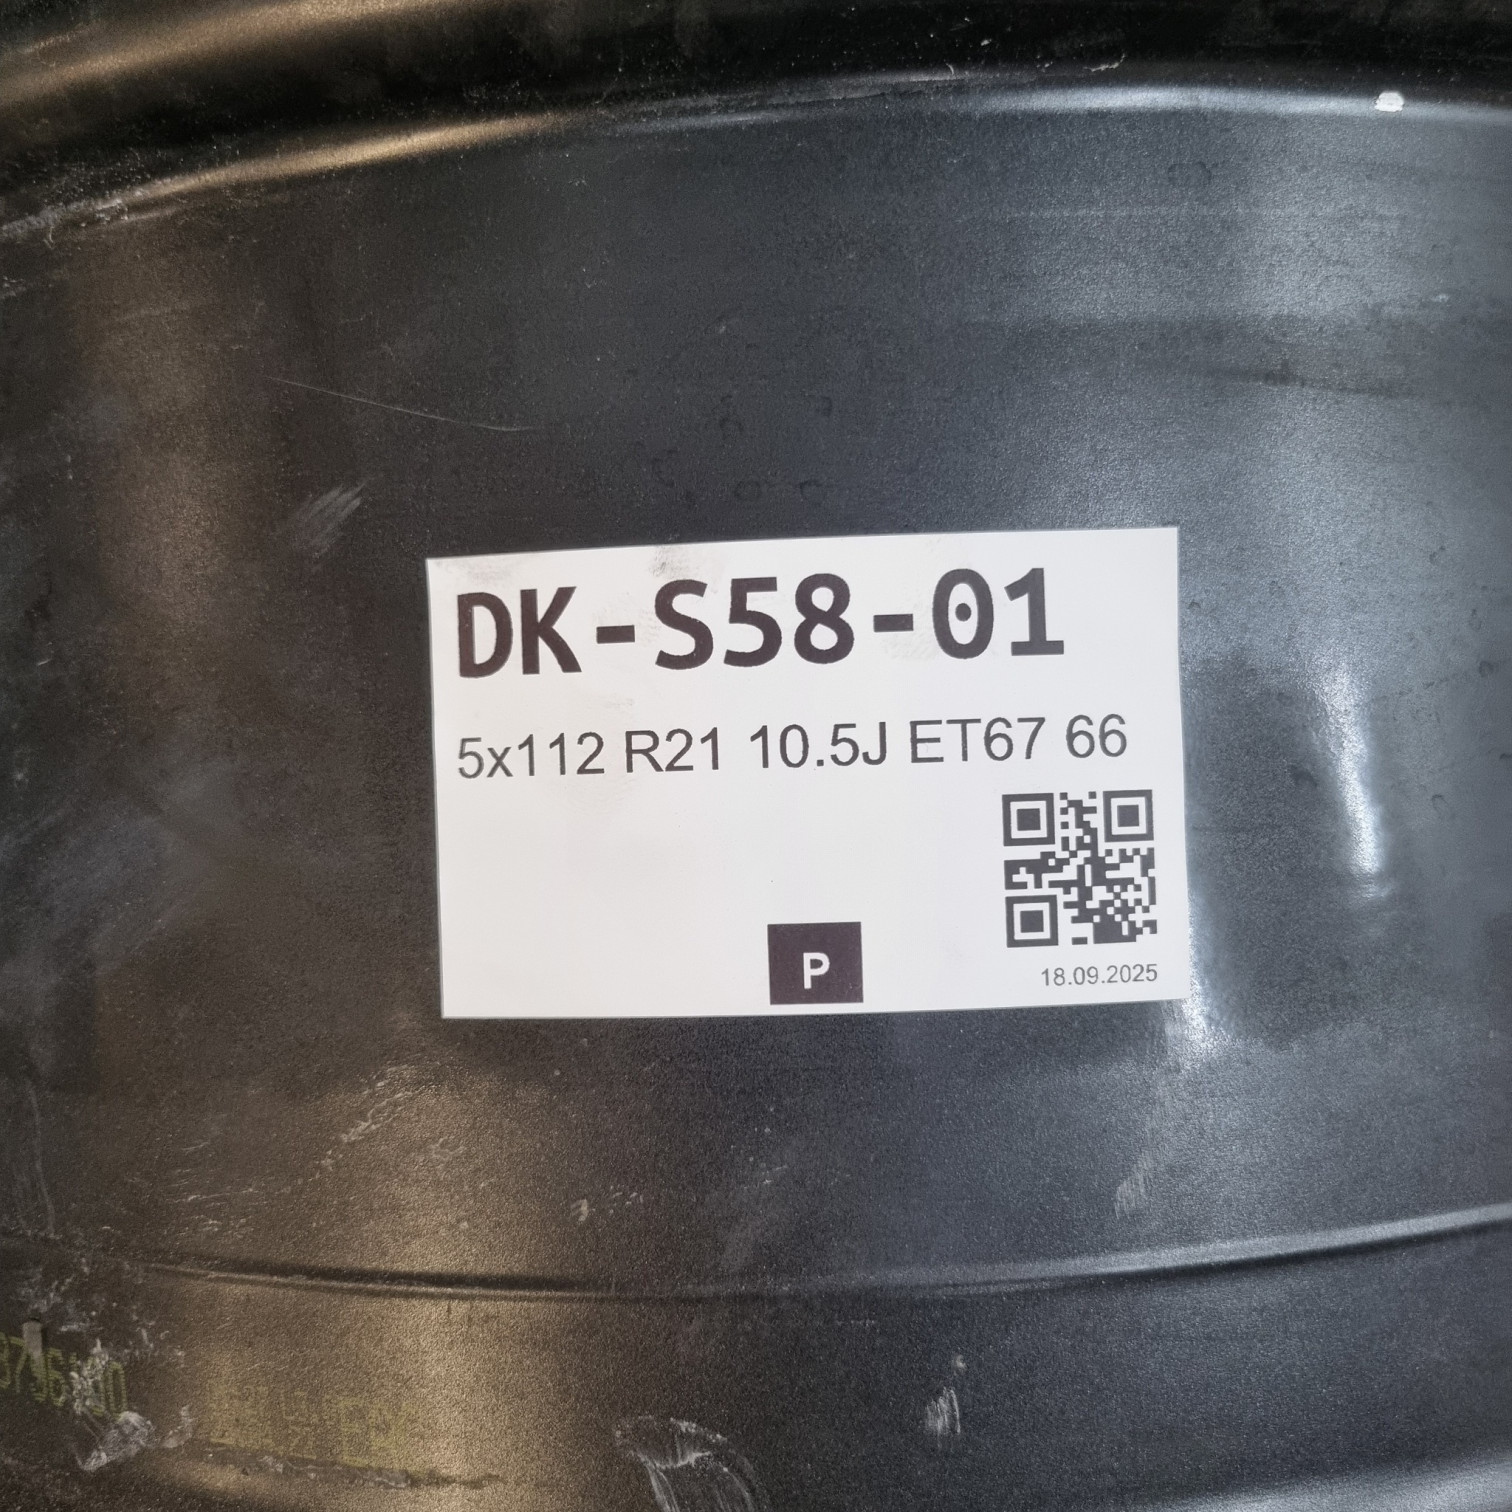 DK-S58-01
5x112 R21 10.5J ET67 66
P
18.09.2025